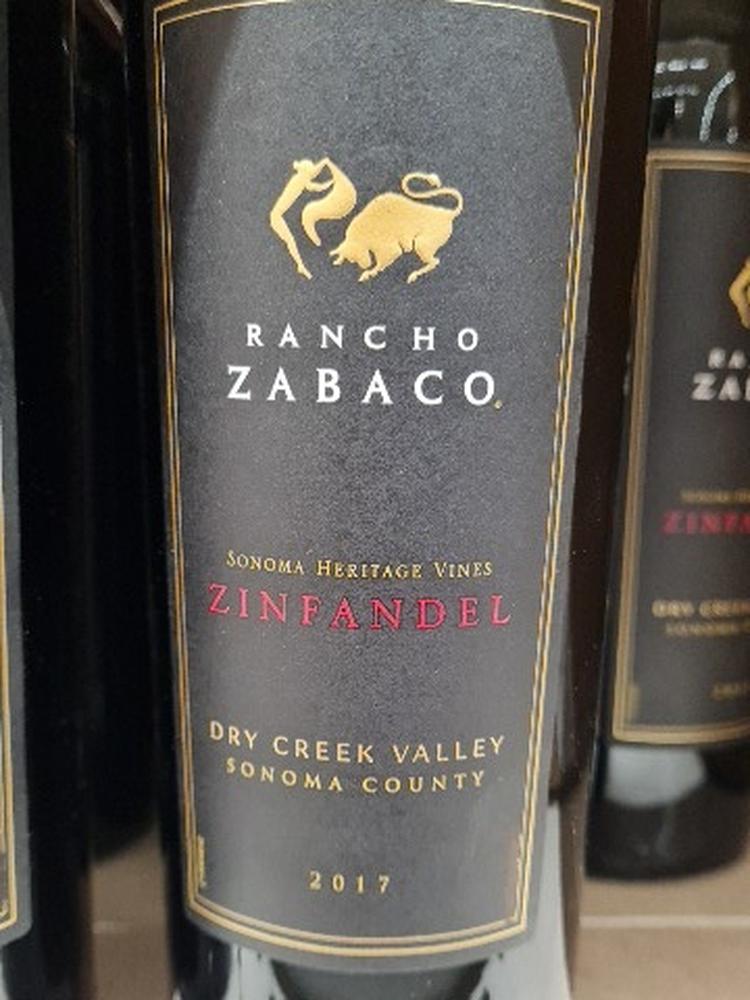 RANCHO
ZABACO
SONOMA HERITAGE VINES
ZINFANDEL
DRY CREEK VALLEY
SONOMA COUNTY
2017